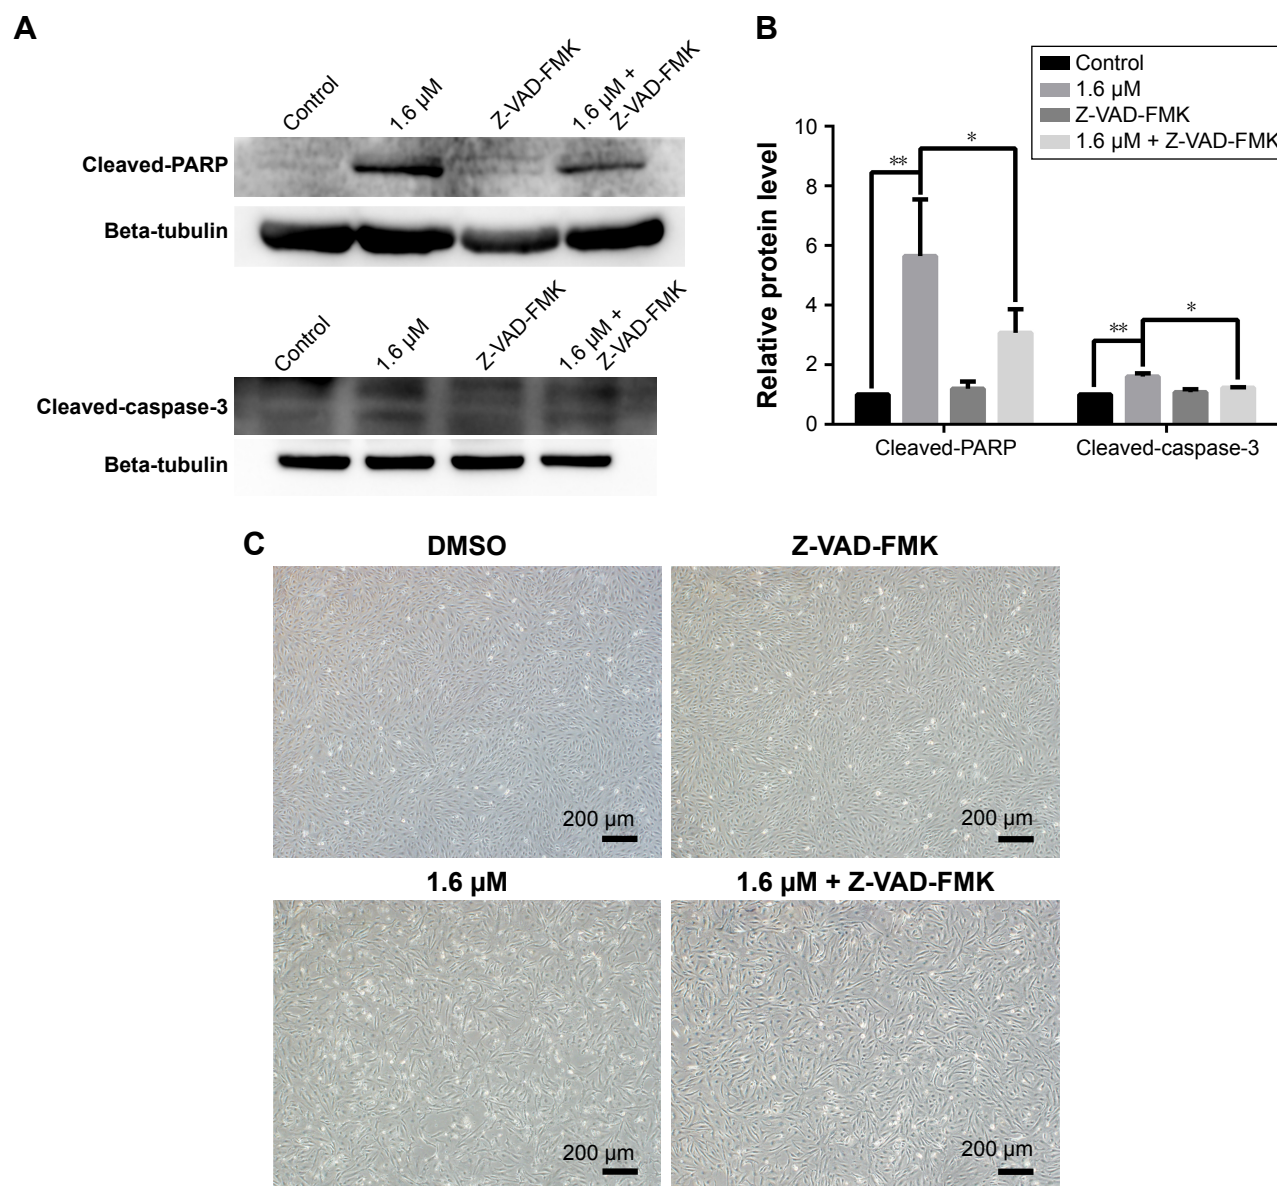 A
Control
1.6 µM
Z-VAD-FMK
1.6 µM +
Z-VAD-FMK
Cleaved-PARP
Beta-tubulin
Control
1.6 µM
Z-VAD-FMK
1.6 µM +
Z-VAD-FMK
Cleaved-caspase-3
Beta-tubulin
B
Control
1.6 µM
Z-VAD-FMK
1.6 µM + Z-VAD-FMK
Relative protein level
10
8
6
4
2
0
**
*
**
*
Cleaved-PARP
Cleaved-caspase-3
C
DMSO
Z-VAD-FMK
200 µm
200 µm
1.6 µM
1.6 µM + Z-VAD-FMK
200 µm
200 µm